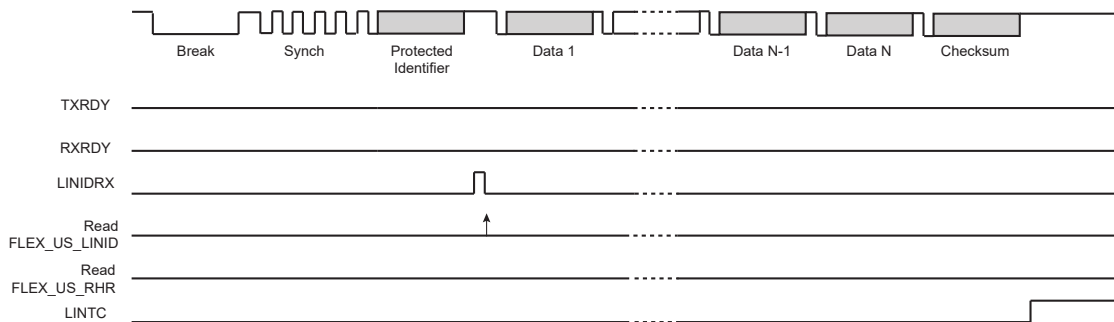 Break Synch Protected Data 1 Data N-1 Data N Checksum
Identifier
TXRDY
RXRDY
LINIDRX
Read
FLEX_US_LINID
Read
FLEX_US_RHR
LINTC